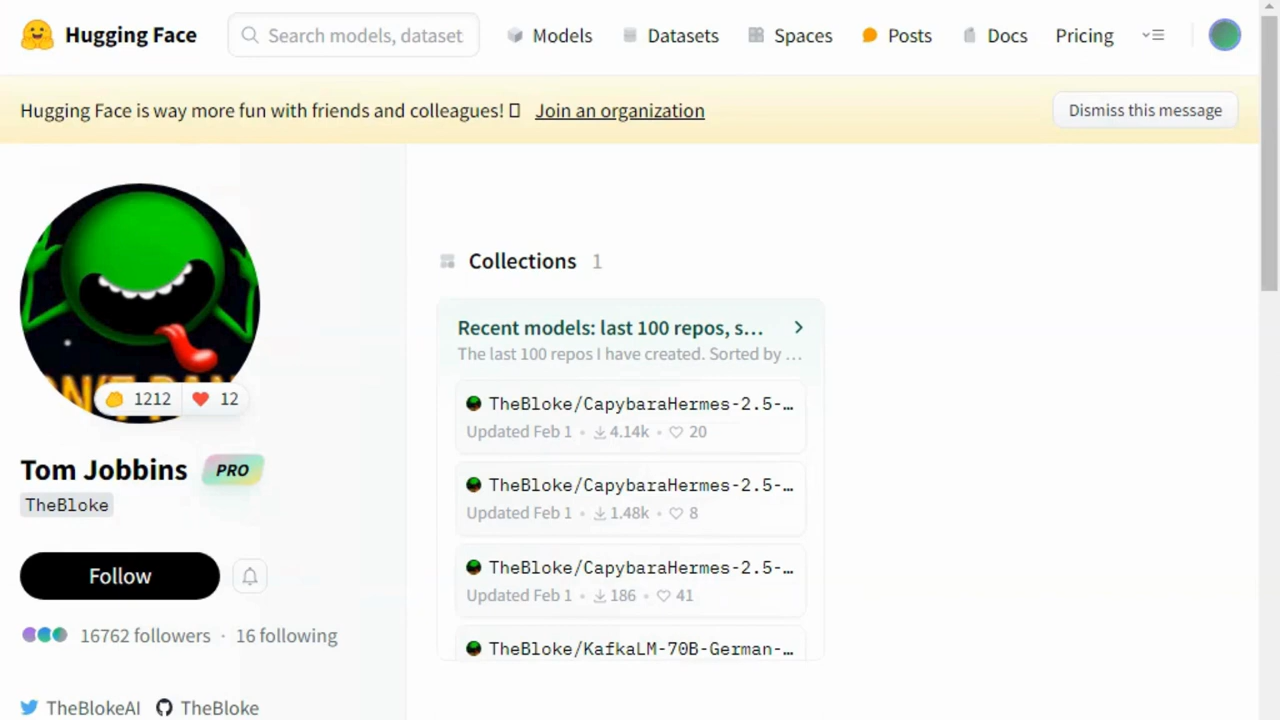 Hugging Face
Search models, dataset
Models
Datasets
Spaces
Posts
Docs
Pricing
Hugging Face is way more fun with friends and colleagues! Join an organization
Dismiss this message
1212 12
Tom Jobbins PRO
TheBloke
Follow
16762 followers · 16 following
TheBlokeAI TheBloke
Collections 1
Recent models: last 100 repos, s…
The last 100 repos I have created. Sorted by …
TheBloke/CapybaraHermes-2.5-…
Updated Feb 1 • 4.14k • 20
TheBloke/CapybaraHermes-2.5-…
Updated Feb 1 • 1.48k • 8
TheBloke/CapybaraHermes-2.5-…
Updated Feb 1 • 186 • 41
TheBloke/KafkaLM-70B-German-…